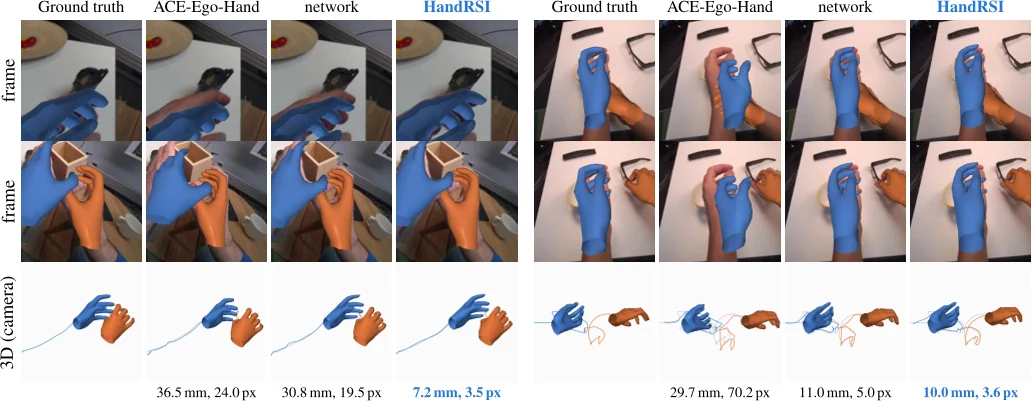 Ground truth ACE-Ego-Hand network HandRSI Ground truth ACE-Ego-Hand network HandRSI
frame
frame
3D (camera)
36.5 mm, 24.0 px 30.8 mm, 19.5 px 7.2 mm, 3.5 px 29.7 mm, 70.2 px 11.0 mm, 5.0 px 10.0 mm, 3.6 px